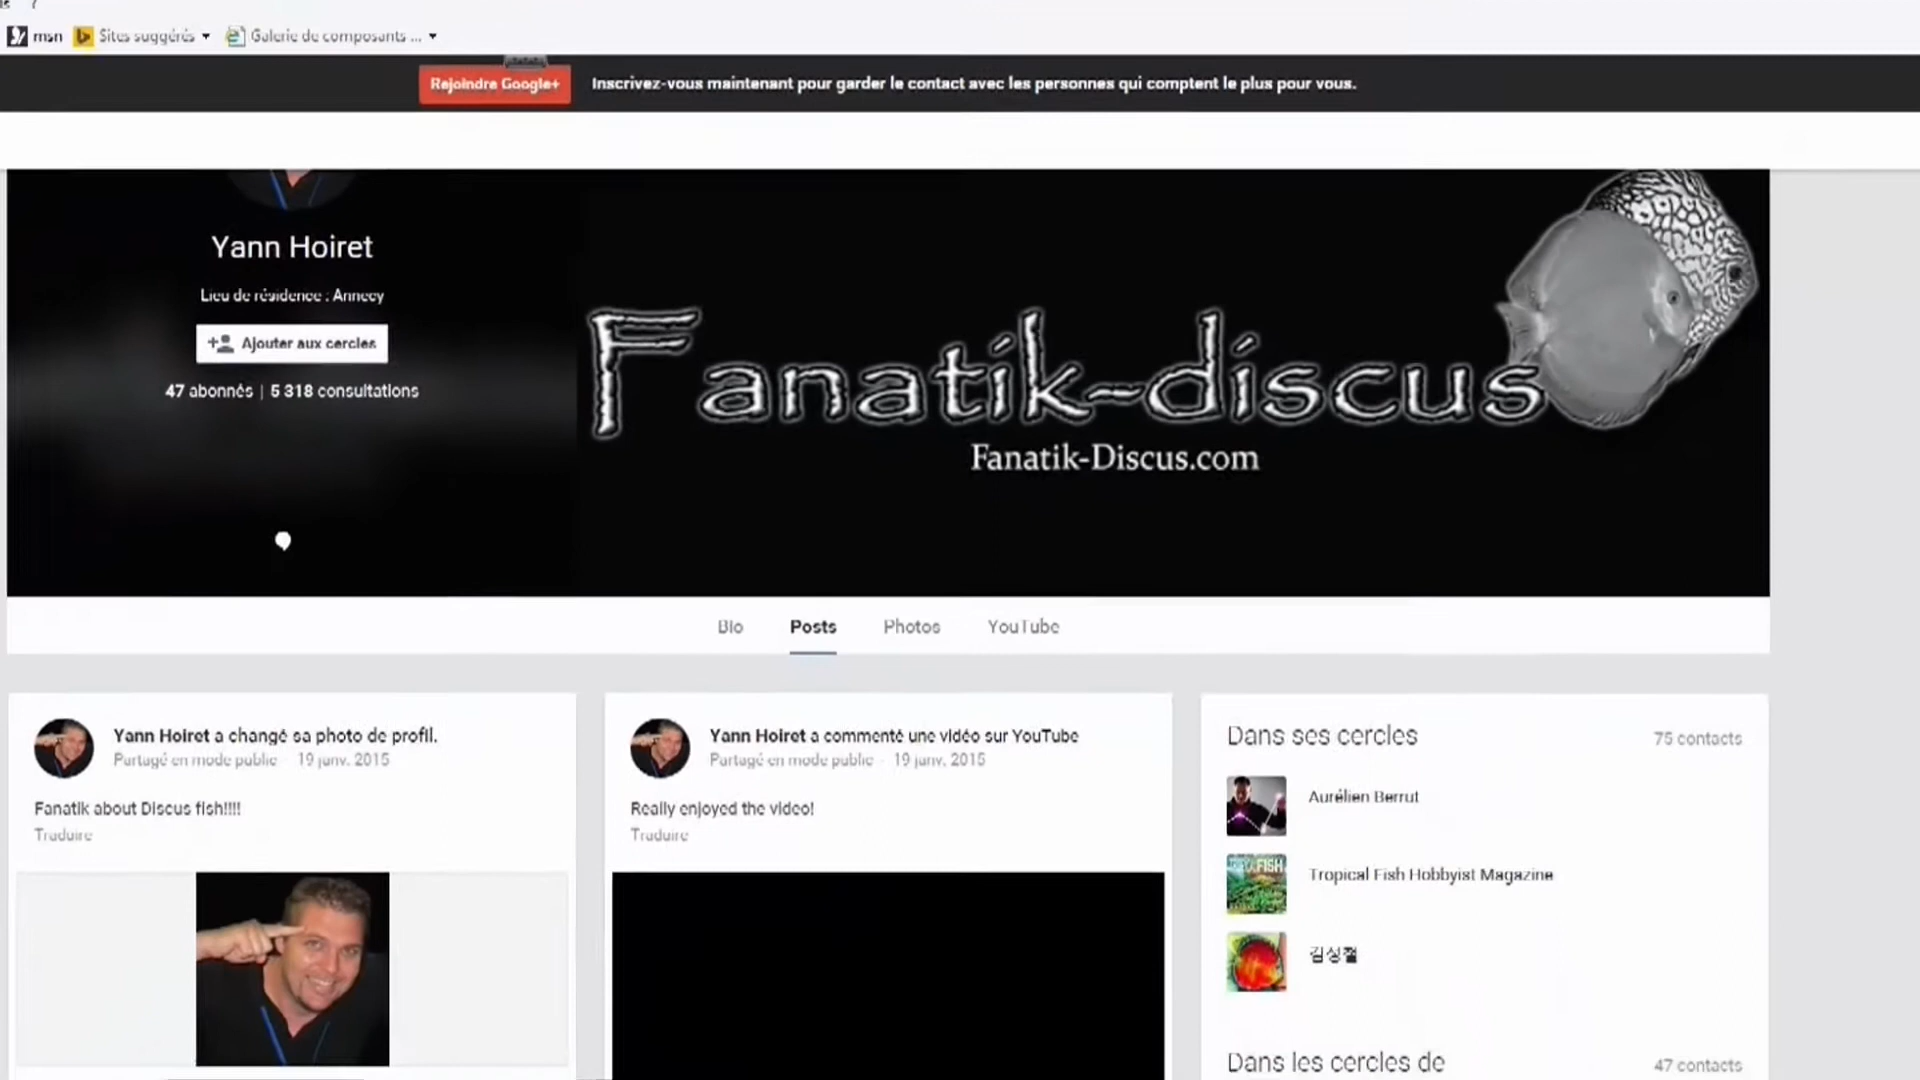 msn Sites suggérés Galerie de composants ...
Rejoindre Google+ Inscrivez-vous maintenant pour garder le contact avec les personnes qui comptent le plus pour vous.
Yann Hoiret
Lieu de résidence : Annecy
Ajouter aux cercles
47 abonnés | 5 318 consultations
Fanatik-discus
Fanatik-Discus.com
Bio Posts Photos YouTube
Yann Hoiret a changé sa photo de profil.
Partagé en mode public - 19 janv. 2015
Fanatik about Discus fish!!!!
Traduire
Yann Hoiret a commenté une vidéo sur YouTube
Partagé en mode public - 19 janv. 2015
Really enjoyed the video!
Traduire
Dans ses cercles 75 contacts
Aurélien Berrut
Tropical Fish Hobbyist Magazine
FISH
Dans les cercles de 47 contacts